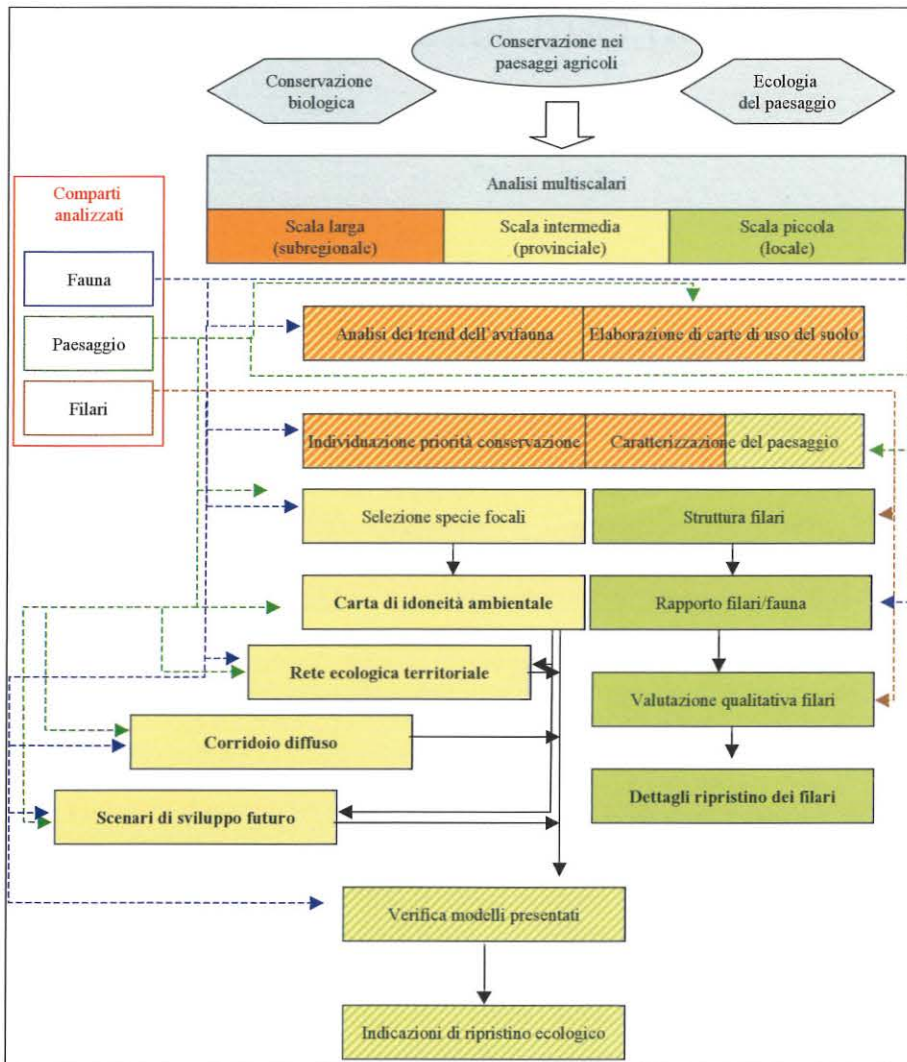 Conservazione nei
paesaggi agricoli
Conservazione
biologica
Ecologia
del paesaggio
Analisi multiscalari
Scala larga
(subregionale)
Scala intermedia
(provinciale)
Scala piccola
(locale)
Comparti
analizzati
Fauna
Paesaggio
Filari
Analisi dei trend dell'avifauna
Elaborazione di carte di uso del suolo
Individuazione priorità conservazione
Caratterizzazione del paesaggio
Selezione specie focali
Struttura filari
Carta di idoneità ambientale
Rapporto filari/fauna
Rete ecologica territoriale
Valutazione qualitativa filari
Corridoio diffuso
Dettagli ripristino dei filari
Scenari di sviluppo futuro
Verifica modelli presentati
Indicazioni di ripristino ecologico